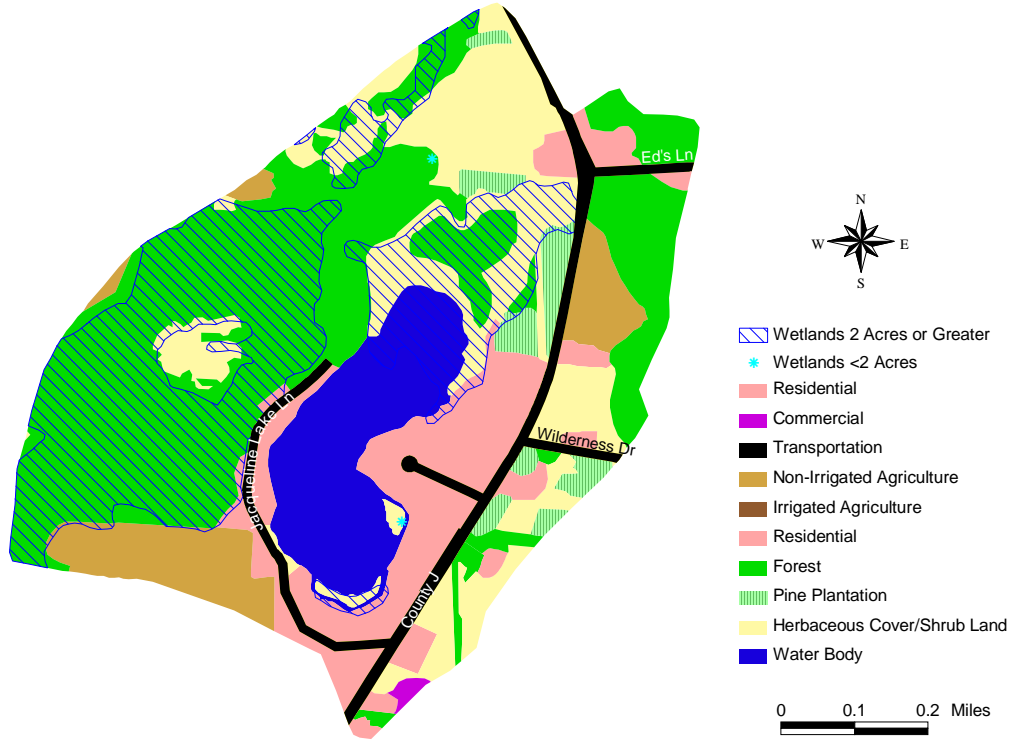 Ed's Ln
N
W E
S
Wetlands 2 Acres or Greater
Wetlands <2 Acres
Residential
Commercial
Transportation
Non-Irrigated Agriculture
Irrigated Agriculture
Residential
Forest
Pine Plantation
Herbaceous Cover/Shrub Land
Water Body
0 0.1 0.2 Miles
Jacqueline Lake Ln
Wilderness Dr
County J